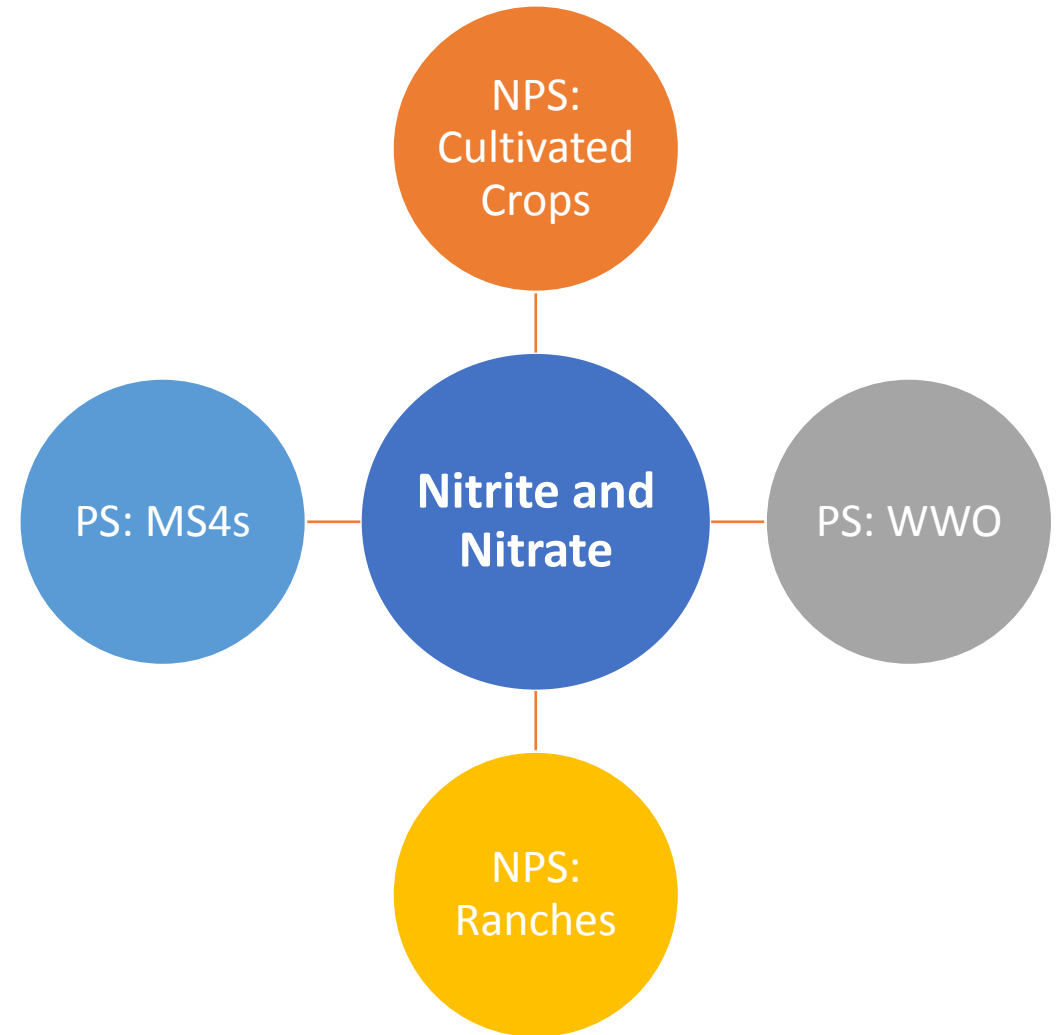 NPS:
Cultivated
Crops
PS: MS4s
Nitrite and
Nitrate
PS: WWO
NPS:
Ranches